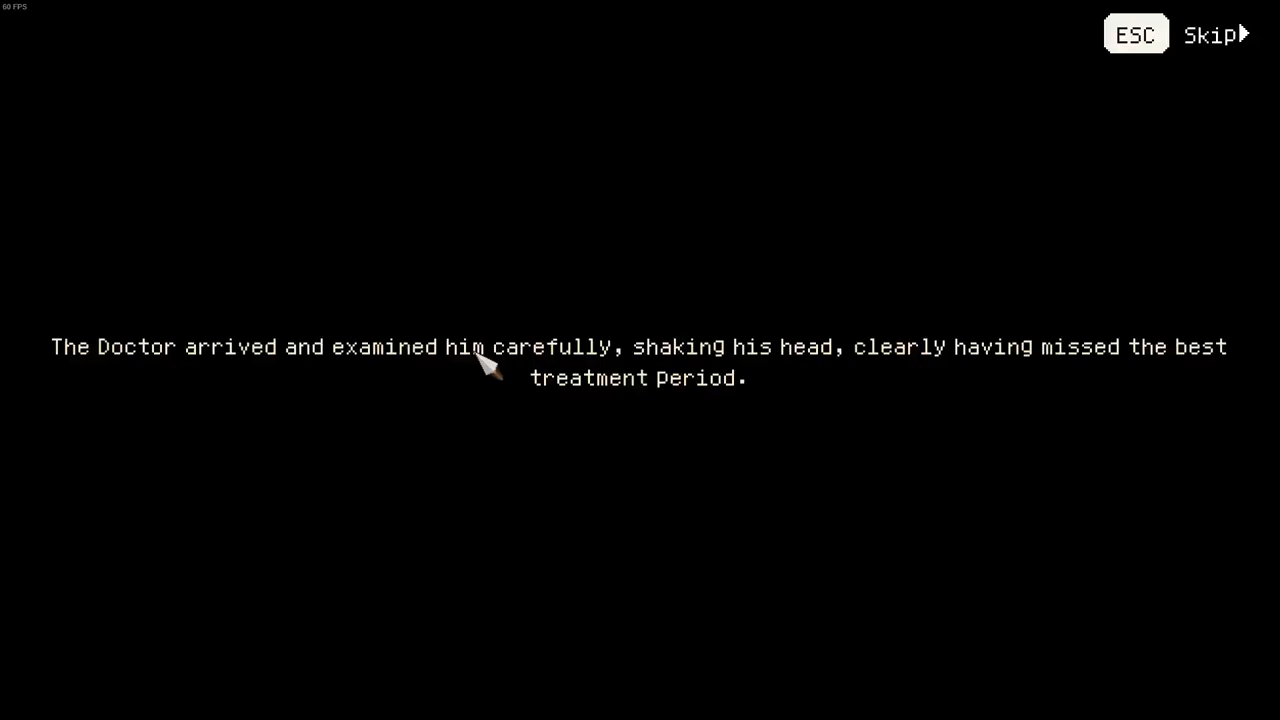 60 FPS
ESC Skip
The Doctor arrived and examined him carefully, shaking his head, clearly having missed the best
treatment period.